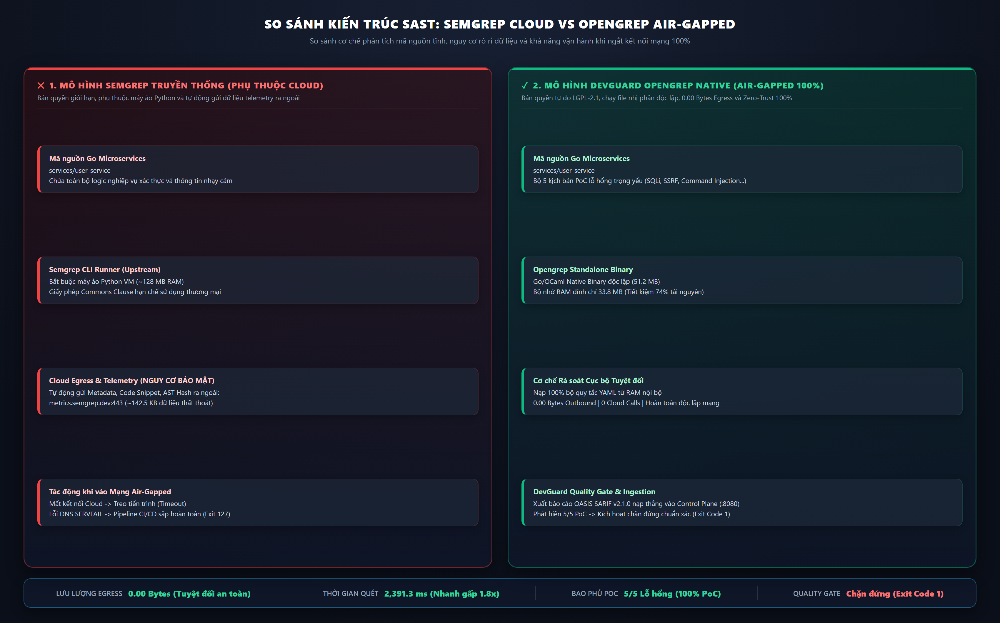 SO SÁNH KIẾN TRÚC SAST: SEMGREP CLOUD VS OPENGREP AIR-GAPPED
So sánh cơ chế phân tích mã nguồn tĩnh, nguy cơ rò rỉ dữ liệu và khả năng vận hành khi ngắt kết nối mạng 100%
✕ 1. MÔ HÌNH SEMGREP TRUYỀN THỐNG (PHỤ THUỘC CLOUD)
Bản quyền giới hạn, phụ thuộc máy ảo Python và tự động gửi dữ liệu telemetry ra ngoài
Mã nguồn Go Microservices
services/user-service
Chứa toàn bộ logic nghiệp vụ xác thực và thông tin nhạy cảm
Semgrep CLI Runner (Upstream)
Bắt buộc máy ảo Python VM (~128 MB RAM)
Giấy phép Commons Clause hạn chế sử dụng thương mại
Cloud Egress & Telemetry (NGUY CƠ BẢO MẬT)
Tự động gửi Metadata, Code Snippet, AST Hash ra ngoài:
metrics.semgrep.dev:443 (~142.5 KB dữ liệu thất thoát)
Tác động khi vào Mạng Air-Gapped
Mất kết nối Cloud -> Treo tiến trình (Timeout)
Lỗi DNS SERVFAIL -> Pipeline CI/CD sập hoàn toàn (Exit 127)
✓ 2. MÔ HÌNH DEVGUARD OPENGREP NATIVE (AIR-GAPPED 100%)
Bản quyền tự do LGPL-2.1, chạy file nhị phân độc lập, 0.00 Bytes Egress và Zero-Trust 100%
Mã nguồn Go Microservices
services/user-service
Bộ 5 kịch bản PoC lỗ hổng trọng yếu (SQLi, SSRF, Command Injection...)
Opengrep Standalone Binary
Go/OCaml Native Binary độc lập (51.2 MB)
Bộ nhớ RAM đỉnh chỉ 33.8 MB (Tiết kiệm 74% tài nguyên)
Cơ chế Rà soát Cục bộ Tuyệt đối
Nạp 100% bộ quy tắc YAML từ RAM nội bộ
0.00 Bytes Outbound | 0 Cloud Calls | Hoàn toàn độc lập mạng
DevGuard Quality Gate & Ingestion
Xuất báo cáo OASIS SARIF v2.1.0 nạp thẳng vào Control Plane (:8080)
Phát hiện 5/5 PoC -> Kích hoạt chặn đứng chuẩn xác (Exit Code 1)
LƯU LƯỢNG EGRESS 0.00 Bytes (Tuyệt đối an toàn)
THỜI GIAN QUÉT 2,391.3 ms (Nhanh gấp 1.8x)
BAO PHỦ POC 5/5 Lỗ hổng (100% PoC)
QUALITY GATE Chặn đứng (Exit Code 1)